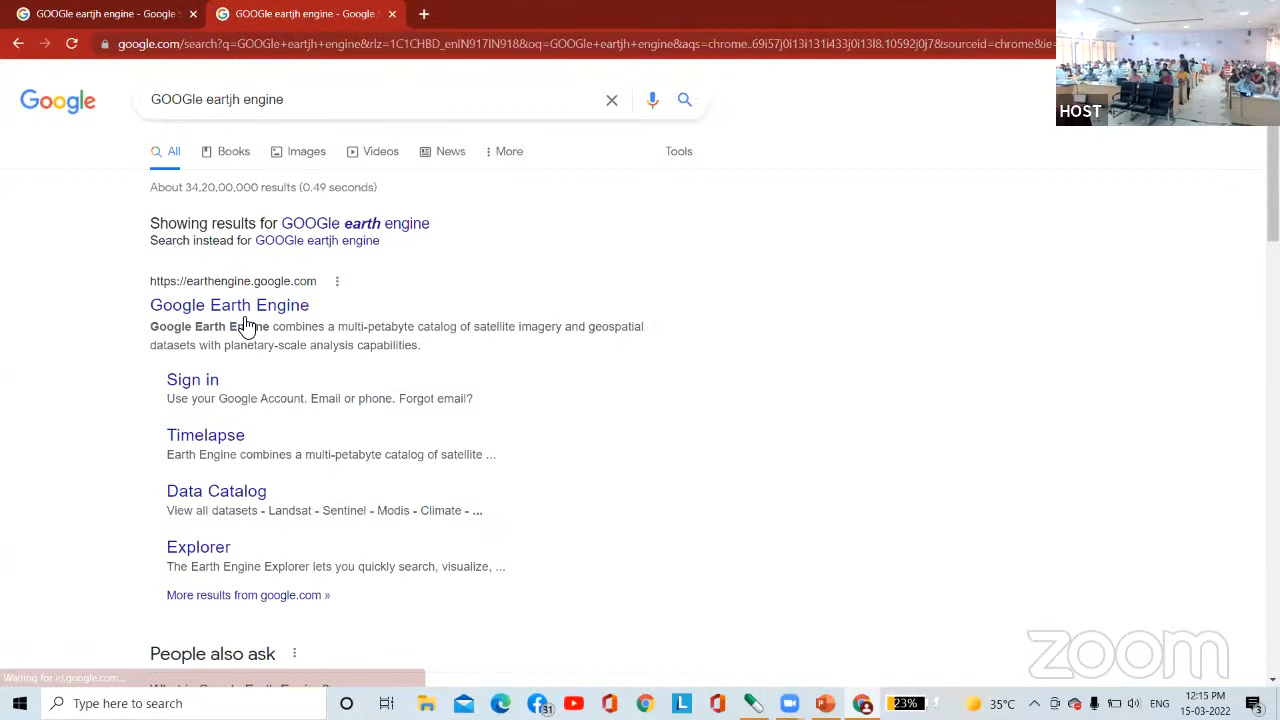 GOOGle eartjh engine - Google
GOOGle eartjh engine - Google
google.com/search?q=GOOGle+eartjh+engine&rlz=1C1CHBD_enIN917IN918&oq=GOOGle+eartjh+engine&aqs=chrome..69i57j0i13i131i433j0i13l8.10592j0j7&sourceid=chrome&ie=
HOST
Google
GOOGle eartjh engine
All Books Images Videos News More Tools
About 34,20,00,000 results (0.49 seconds)
Showing results for GOOGle earth engine
Search instead for GOOGle eartjh engine
https://earthengine.google.com
Google Earth Engine
Google Earth Engine combines a multi-petabyte catalog of satellite imagery and geospatial
datasets with planetary-scale analysis capabilities.
Sign in
Use your Google Account. Email or phone. Forgot email?
Timelapse
Earth Engine combines a multi-petabyte catalog of satellite ...
Data Catalog
View all datasets - Landsat - Sentinel - Modis - Climate - ...
Explorer
The Earth Engine Explorer lets you quickly search, visualize, ...
More results from google.com »
People also ask
zoom
Waiting for id.google.com...
Type here to search
31
L
23%
35°C
ENG
12:15 PM
15-03-2022
3